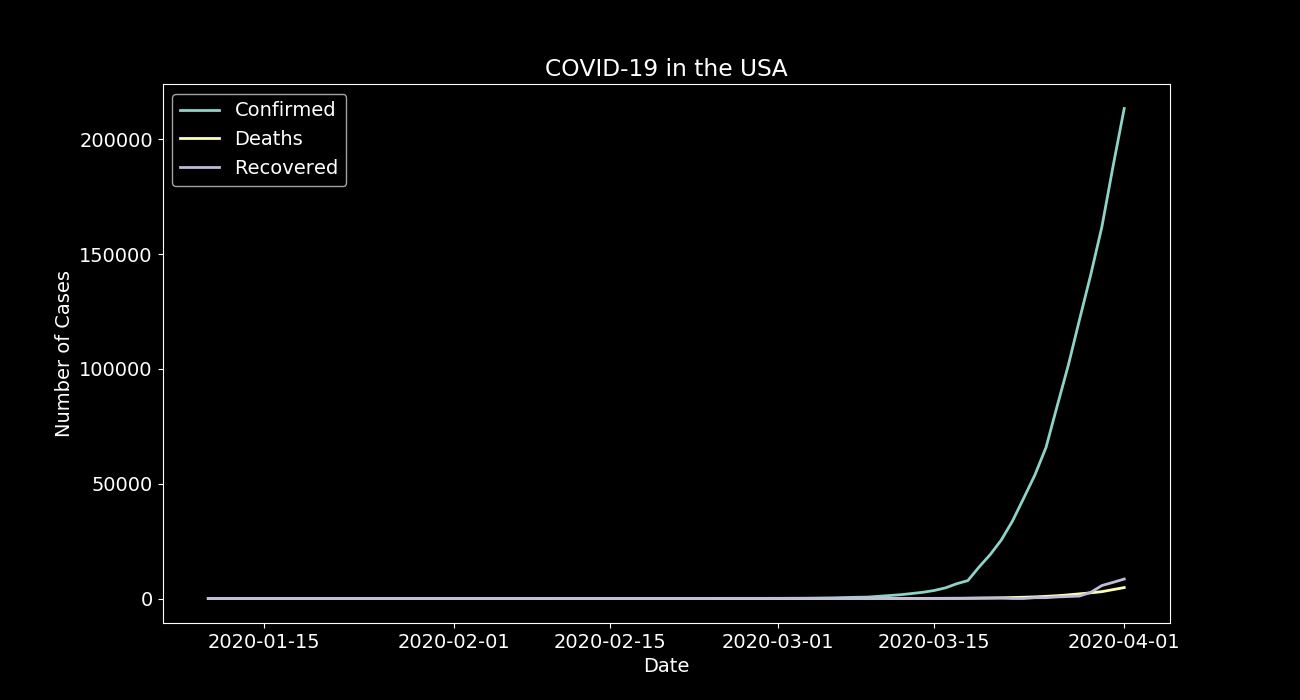 COVID-19 in the USA
Confirmed
Deaths
Recovered
200000
150000
100000
50000
0
Number of Cases
2020-01-15
2020-02-01
2020-02-15
2020-03-01
2020-03-15
2020-04-01
Date